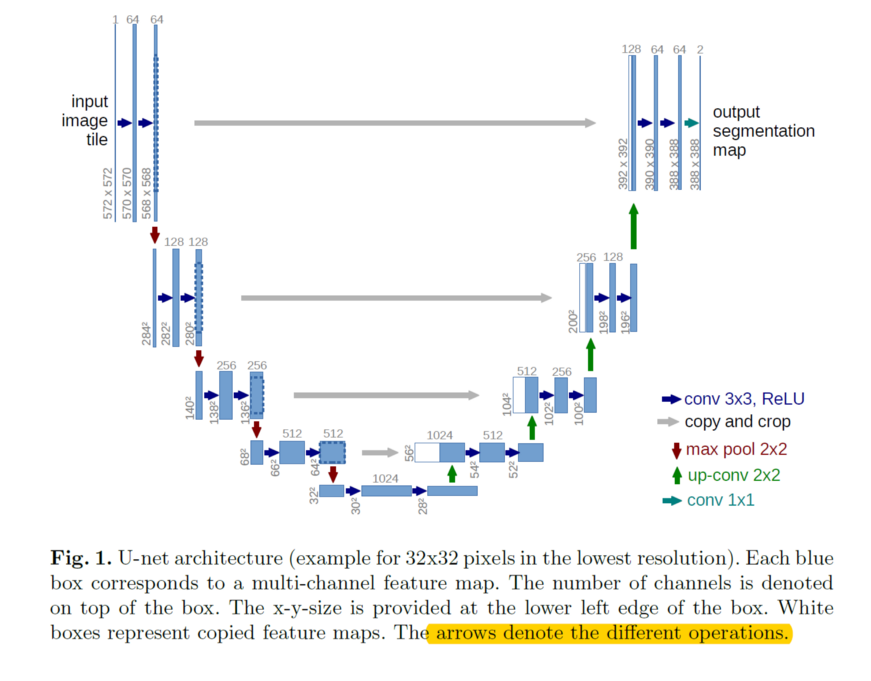 1 64 64
128 64 64 2
input
image
tile
output
segmentation
map
572 x 572
570 x 570
568 x 568
392 x 392
390 x 390
388 x 388
388 x 388
128 128
256 128
284²
282²
280²
200²
198²
196²
256 256
512 256
140²
138²
136²
104²
102²
100²
512 512
1024 512
68²
66²
64²
56²
54²
52²
1024
32²
30²
28²
conv 3x3, ReLU
copy and crop
max pool 2x2
up-conv 2x2
conv 1x1
Fig. 1. U-net architecture (example for 32x32 pixels in the lowest resolution). Each blue
box corresponds to a multi-channel feature map. The number of channels is denoted
on top of the box. The x-y-size is provided at the lower left edge of the box. White
boxes represent copied feature maps. The arrows denote the different operations.